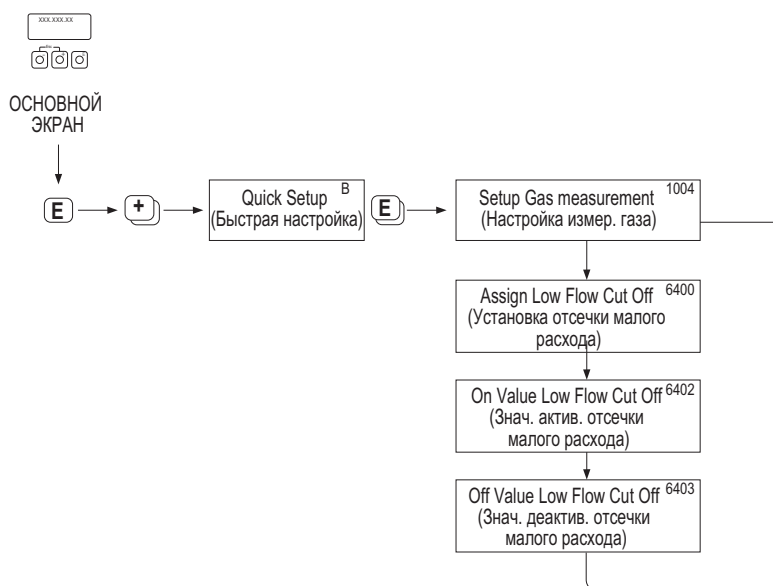 XXX.XXX.XX
Esc
ОСНОВНОЙ
ЭКРАН
E
+
Quick Setup B
(Быстрая настройка)
E
Setup Gas measurement 1004
(Настройка измер. газа)
Assign Low Flow Cut Off 6400
(Установка отсечки малого
расхода)
On Value Low Flow Cut Off 6402
(Знач. актив. отсечки
малого расхода)
Off Value Low Flow Cut Off 6403
(Знач. деактив. отсечки
малого расхода)